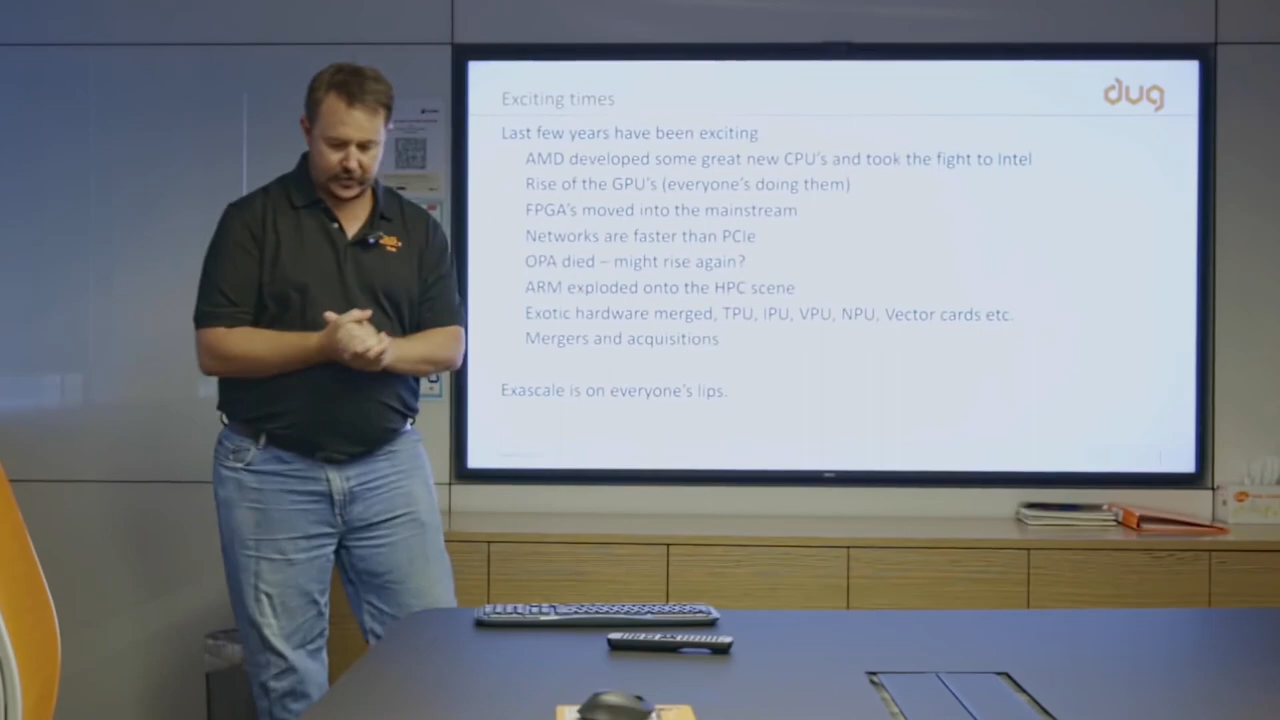 Exciting times
dug
Last few years have been exciting
AMD developed some great new CPU's and took the fight to Intel
Rise of the GPU's (everyone's doing them)
FPGA's moved into the mainstream
Networks are faster than PCIe
OPA died – might rise again?
ARM exploded onto the HPC scene
Exotic hardware merged, TPU, IPU, VPU, NPU, Vector cards etc.
Mergers and acquisitions
Exascale is on everyone's lips.